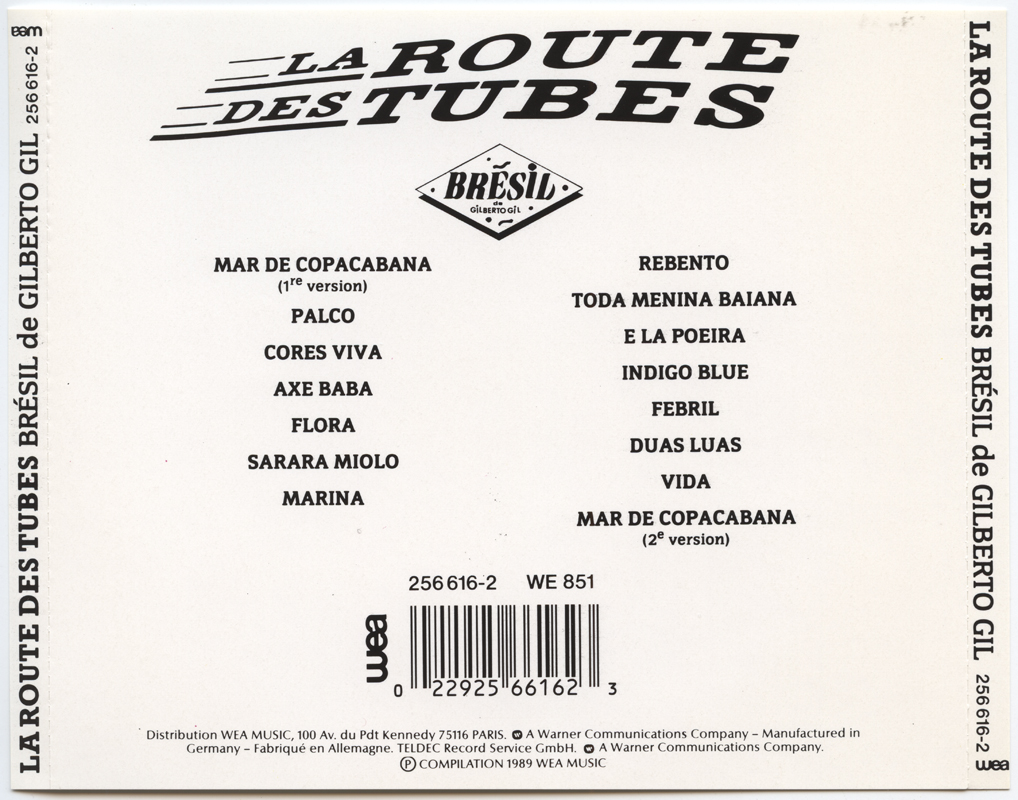 LA ROUTE
DES TUBES
BRÉSIL
de
GILBERTO GIL
MAR DE COPACABANA
(1re version)
PALCO
CORES VIVA
AXE BABA
FLORA
SARARA MIOLO
MARINA
REBENTO
TODA MENINA BAIANA
E LA POEIRA
INDIGO BLUE
FEBRIL
DUAS LUAS
VIDA
MAR DE COPACABANA
(2e version)
256 616-2 WE 851
wea
0 22925 66162 3
Distribution WEA MUSIC, 100 Av. du Pdt Kennedy 75116 PARIS. A Warner Communications Company – Manufactured in
Germany – Fabriqué en Allemagne. TELDEC Record Service GmbH. A Warner Communications Company.
Ⓟ COMPILATION 1989 WEA MUSIC
LA ROUTE DES TUBES BRÉSIL de GILBERTO GIL 256 616-2 wea
LA ROUTE DES TUBES BRÉSIL de GILBERTO GIL 256 616-2 wea